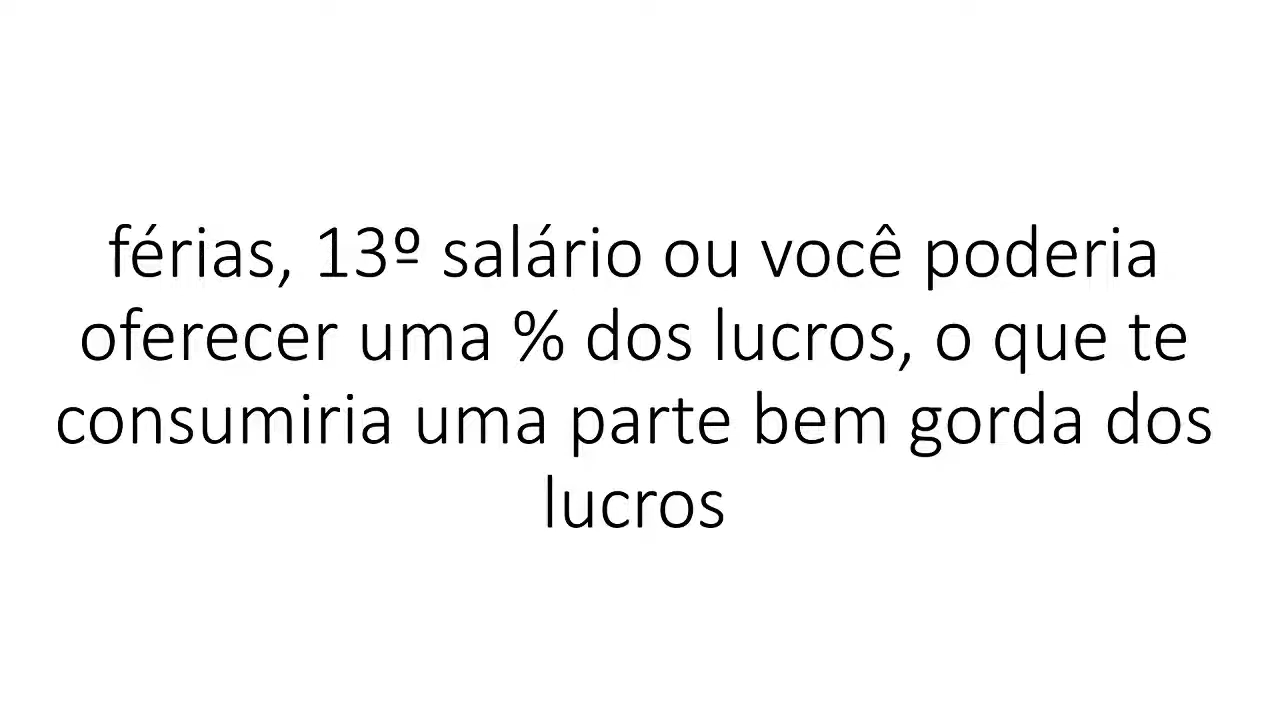 férias, 13º salário ou você poderia
oferecer uma % dos lucros, o que te
consumiria uma parte bem gorda dos
lucros